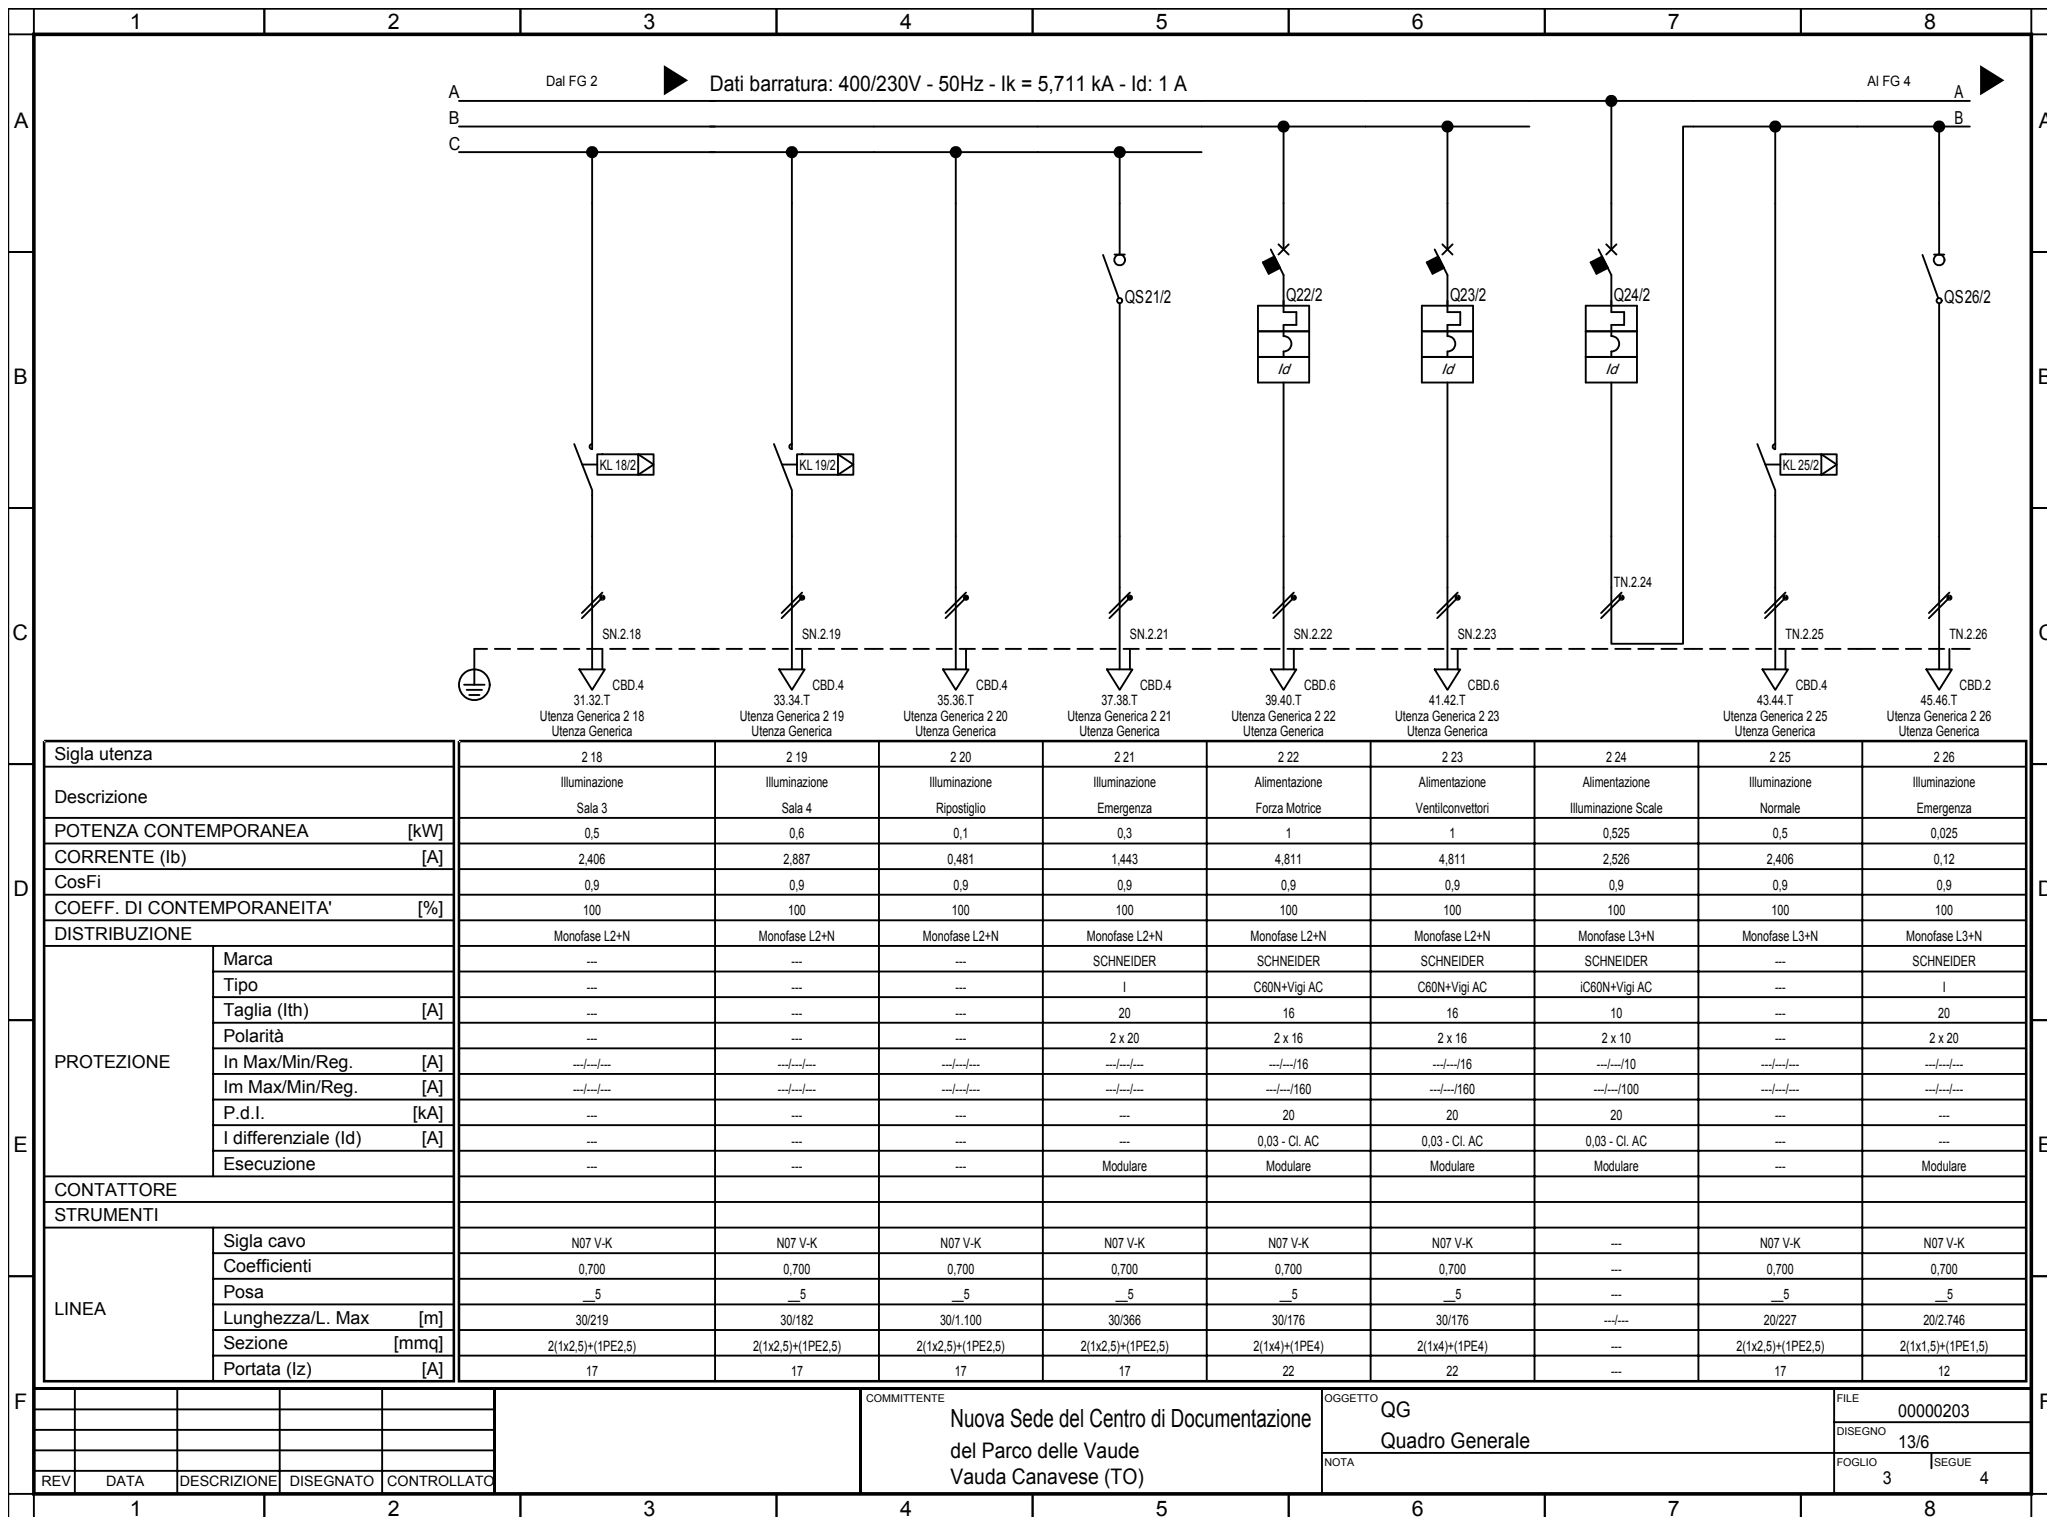 1 2 3 4 5 6 7 8
Dal FG 2 Dati barratura: 400/230V - 50Hz - Ik = 5,711 kA - Id: 1 A Al FG 4
A A
B B
C
A A
QS21/2 Q22/2 Q23/2 Q24/2 QS26/2
Id Id Id
B B
KL 18/2 KL 19/2 KL 25/2
TN.2.24
C C
SN.2.18 SN.2.19 SN.2.21 SN.2.22 SN.2.23 TN.2.25 TN.2.26
CBD.4 CBD.4 CBD.4 CBD.4 CBD.6 CBD.6 CBD.4 CBD.2
31.32.T 33.34.T 35.36.T 37.38.T 39.40.T 41.42.T 43.44.T 45.46.T
Utenza Generica 2 18 Utenza Generica 2 19 Utenza Generica 2 20 Utenza Generica 2 21 Utenza Generica 2 22 Utenza Generica 2 23 Utenza Generica 2 25 Utenza Generica 2 26
Utenza Generica Utenza Generica Utenza Generica Utenza Generica Utenza Generica Utenza Generica Utenza Generica Utenza Generica
Sigla utenza 2 18 2 19 2 20 2 21 2 22 2 23 2 24 2 25 2 26
Descrizione
Illuminazione Illuminazione Illuminazione Illuminazione Alimentazione Alimentazione Alimentazione Illuminazione Illuminazione
Sala 3 Sala 4 Ripostiglio Emergenza Forza Motrice Ventilconvettori Illuminazione Scale Normale Emergenza
POTENZA CONTEMPORANEA [kW] 0,5 0,6 0,1 0,3 1 1 0,525 0,5 0,025
CORRENTE (Ib) [A] 2,406 2,887 0,481 1,443 4,811 4,811 2,526 2,406 0,12
D D
CosFi 0,9 0,9 0,9 0,9 0,9 0,9 0,9 0,9 0,9
COEFF. DI CONTEMPORANEITA' [%] 100 100 100 100 100 100 100 100 100
DISTRIBUZIONE Monofase L2+N Monofase L2+N Monofase L2+N Monofase L2+N Monofase L2+N Monofase L2+N Monofase L3+N Monofase L3+N Monofase L3+N
PROTEZIONE
Marca --- --- --- SCHNEIDER SCHNEIDER SCHNEIDER SCHNEIDER --- SCHNEIDER
Tipo --- --- --- I C60N+Vigi AC C60N+Vigi AC iC60N+Vigi AC --- I
Taglia (Ith) [A] --- --- --- 20 16 16 10 --- 20
Polarità --- --- --- 2 x 20 2 x 16 2 x 16 2 x 10 --- 2 x 20
In Max/Min/Reg. [A] ---/---/--- ---/---/--- ---/---/--- ---/---/--- ---/---/16 ---/---/16 ---/---/10 ---/---/--- ---/---/---
Im Max/Min/Reg. [A] ---/---/--- ---/---/--- ---/---/--- ---/---/--- ---/---/160 ---/---/160 ---/---/100 ---/---/--- ---/---/---
P.d.I. [kA] --- --- --- --- 20 20 20 --- ---
I differenziale (Id) [A] --- --- --- --- 0,03 - Cl. AC 0,03 - Cl. AC 0,03 - Cl. AC --- ---
E E
Esecuzione --- --- --- Modulare Modulare Modulare Modulare --- Modulare
CONTATTORE
STRUMENTI
LINEA
Sigla cavo N07 V-K N07 V-K N07 V-K N07 V-K N07 V-K N07 V-K --- N07 V-K N07 V-K
Coefficienti 0,700 0,700 0,700 0,700 0,700 0,700 --- 0,700 0,700
Posa __5 __5 __5 __5 __5 __5 --- __5 __5
Lunghezza/L. Max [m] 30/219 30/182 30/1.100 30/366 30/176 30/176 ---/--- 20/227 20/2.746
Sezione [mmq] 2(1x2,5)+(1PE2,5) 2(1x2,5)+(1PE2,5) 2(1x2,5)+(1PE2,5) 2(1x2,5)+(1PE2,5) 2(1x4)+(1PE4) 2(1x4)+(1PE4) --- 2(1x2,5)+(1PE2,5) 2(1x1,5)+(1PE1,5)
Portata (Iz) [A] 17 17 17 17 22 22 --- 17 12
F F
COMMITTENTE
Nuova Sede del Centro di Documentazione
del Parco delle Vaude
Vauda Canavese (TO)
OGGETTO QG
Quadro Generale
NOTA
FILE 00000203
DISEGNO 13/6
FOGLIO 3 SEGUE 4
REV DATA DESCRIZIONE DISEGNATO CONTROLLATO
1 2 3 4 5 6 7 8